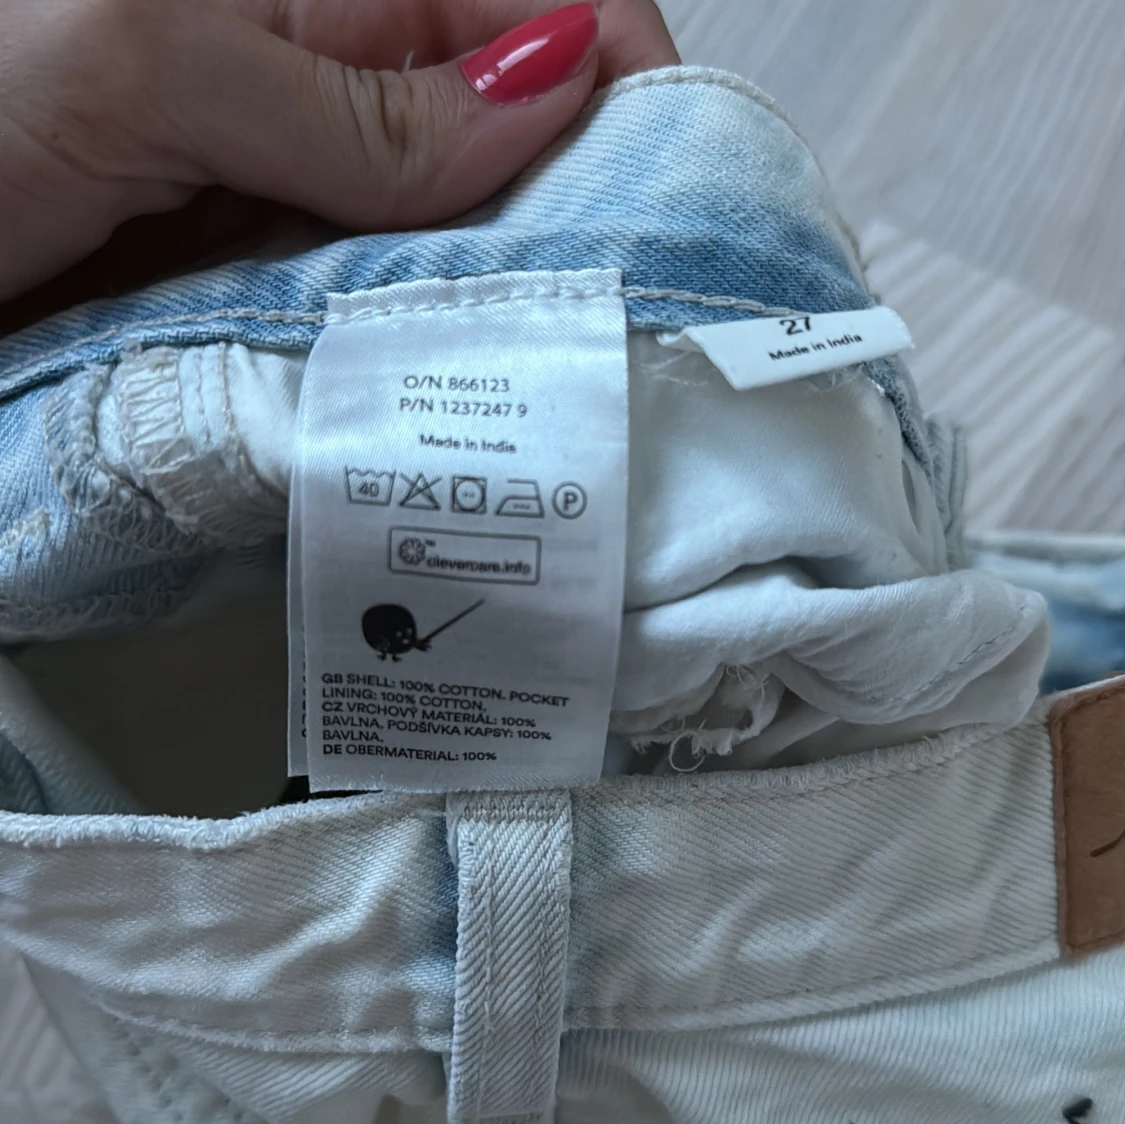 27
Made in India
O/N 866123
P/N 1237247 9
Made in India
40
P
clevercare.info
GB SHELL: 100% COTTON. POCKET
LINING: 100% COTTON.
CZ VRCHOVÝ MATERIÁL: 100%
BAVLNA. PODŠÍVKA KAPSY: 100%
BAVLNA.
DE OBERMATERIAL: 100%